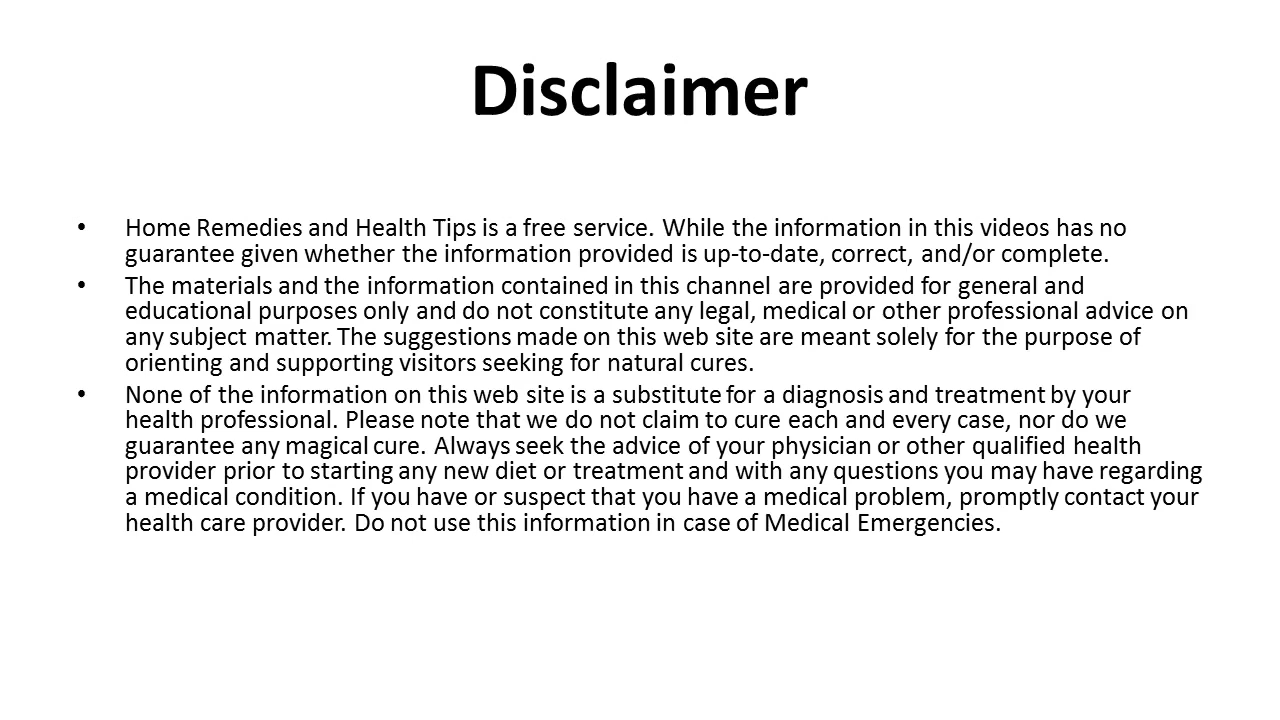 Disclaimer
• Home Remedies and Health Tips is a free service. While the information in this videos has no
guarantee given whether the information provided is up-to-date, correct, and/or complete.
• The materials and the information contained in this channel are provided for general and
educational purposes only and do not constitute any legal, medical or other professional advice on
any subject matter. The suggestions made on this web site are meant solely for the purpose of
orienting and supporting visitors seeking for natural cures.
• None of the information on this web site is a substitute for a diagnosis and treatment by your
health professional. Please note that we do not claim to cure each and every case, nor do we
guarantee any magical cure. Always seek the advice of your physician or other qualified health
provider prior to starting any new diet or treatment and with any questions you may have regarding
a medical condition. If you have or suspect that you have a medical problem, promptly contact your
health care provider. Do not use this information in case of Medical Emergencies.